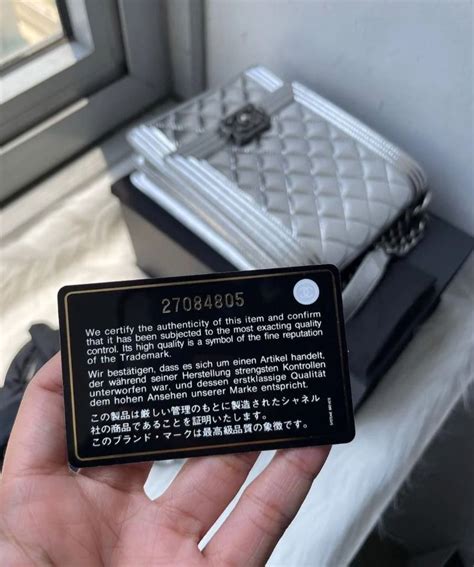 27084805
We certify the authenticity of this item and confirm
that it has been subjected to the most exacting quality
control. Its high quality is a symbol of the fine reputation
of the Trademark.
Wir bestätigen, dass es sich um einen Artikel handelt,
der während seiner Herstellung strengsten Kontrollen
unterworfen war, und dessen erstklassige Qualität
dem hohen Ansehen unserer Marke entspricht.
この製品は厳しい管理のもとに製造されたシャネル
社の商品であることを証明いたします。
このブランド・マークは最高級品質の象徴です。